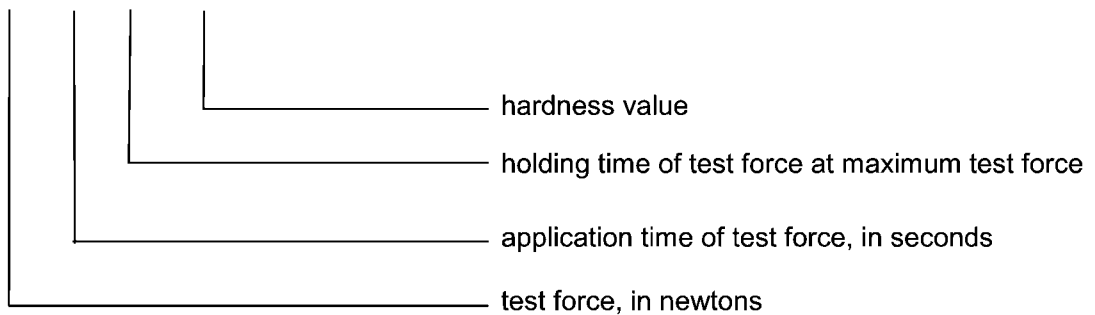 hardness value
holding time of test force at maximum test force
application time of test force, in seconds
test force, in newtons